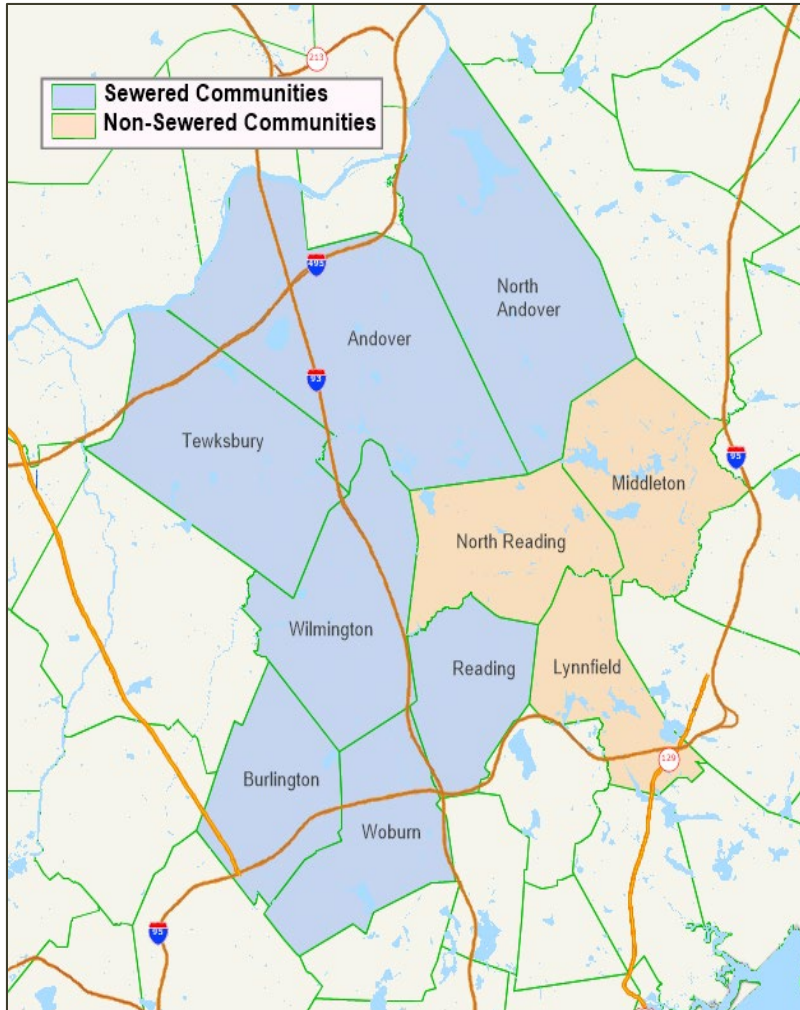 213
Sewered Communities
Non-Sewered Communities
495
North
Andover
Andover
93
Tewksbury
95
Middleton
North Reading
Wilmington
Reading
Lynnfield
129
Burlington
Woburn
95